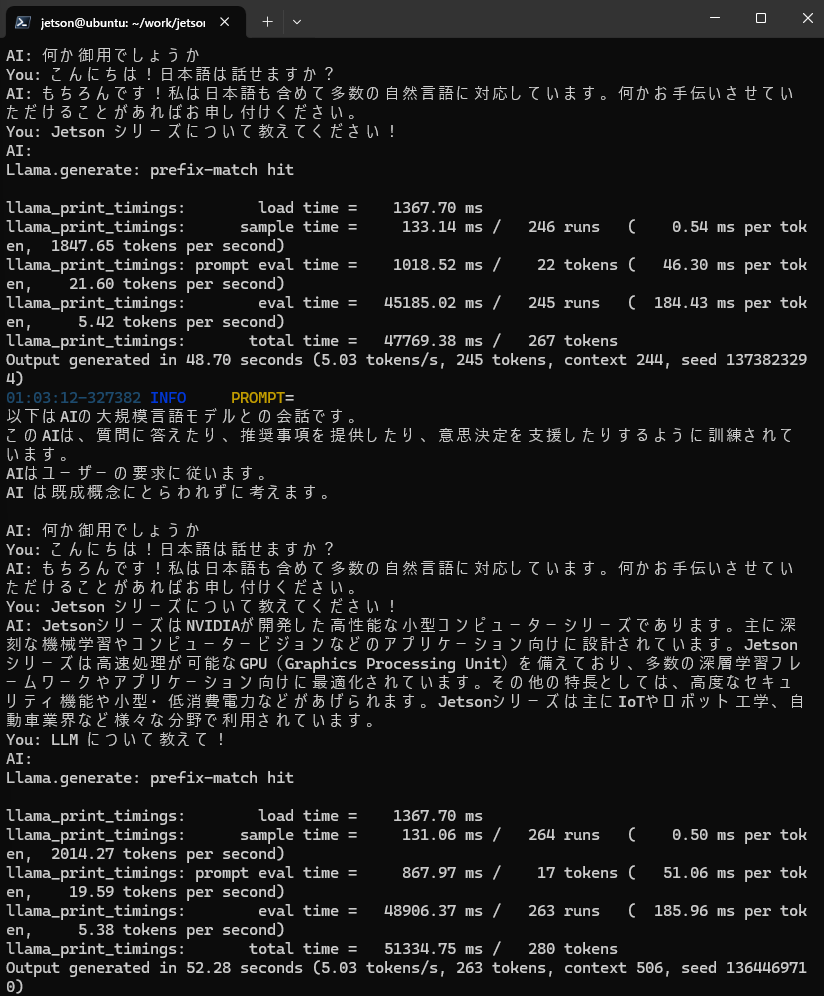 jetson@ubuntu: ~/work/jetson
AI: 何か御用でしょうか
You: こんにちは！日本語は話せますか？
AI: もちろんです！私は日本語も含めて多数の自然言語に対応しています。何かお手伝いさせてい
ただけることがあればお申し付けください。
You: Jetson シリーズについて教えてください！
AI:
Llama.generate: prefix-match hit
llama_print_timings:        load time =    1367.70 ms
llama_print_timings:      sample time =     133.14 ms /   246 runs   (    0.54 ms per tok
en,  1847.65 tokens per second)
llama_print_timings: prompt eval time =    1018.52 ms /    22 tokens (   46.30 ms per tok
en,    21.60 tokens per second)
llama_print_timings:        eval time =   45185.02 ms /   245 runs   (  184.43 ms per tok
en,     5.42 tokens per second)
llama_print_timings:       total time =   47769.38 ms /   267 tokens
Output generated in 48.70 seconds (5.03 tokens/s, 245 tokens, context 244, seed 137382329
4)
01:03:12-327382 INFO     PROMPT=
以下はAIの大規模言語モデルとの会話です。
このAIは、質問に答えたり、推奨事項を提供したり、意思決定を支援したりするように訓練されて
います。
AIはユーザーの要求に従います。
AI は既成概念にとらわれずに考えます。
AI: 何か御用でしょうか
You: こんにちは！日本語は話せますか？
AI: もちろんです！私は日本語も含めて多数の自然言語に対応しています。何かお手伝いさせてい
ただけることがあればお申し付けください。
You: Jetson シリーズについて教えてください！
AI: JetsonシリーズはNVIDIAが開発した高性能な小型コンピューターシリーズであります。主に深
刻な機械学習やコンピュータービジョンなどのアプリケーション向けに設計されています。Jetson
シリーズは高速処理が可能なGPU（Graphics Processing Unit）を備えており、多数の深層学習フレ
ームワークやアプリケーション向けに最適化されています。その他の特長としては、高度なセキュ
リティ機能や小型・低消費電力などがあげられます。Jetsonシリーズは主にIoTやロボット工学、自
動車業界など様々な分野で利用されています。
You: LLM について教えて！
AI:
Llama.generate: prefix-match hit
llama_print_timings:        load time =    1367.70 ms
llama_print_timings:      sample time =     131.06 ms /   264 runs   (    0.50 ms per tok
en,  2014.27 tokens per second)
llama_print_timings: prompt eval time =     867.97 ms /    17 tokens (   51.06 ms per tok
en,    19.59 tokens per second)
llama_print_timings:        eval time =   48906.37 ms /   263 runs   (  185.96 ms per tok
en,     5.38 tokens per second)
llama_print_timings:       total time =   51334.75 ms /   280 tokens
Output generated in 52.28 seconds (5.03 tokens/s, 263 tokens, context 506, seed 136446971
0)